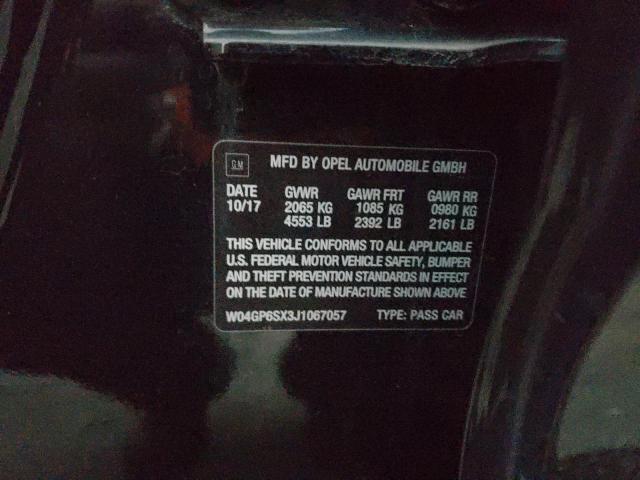 GM MFD BY OPEL AUTOMOBILE GMBH
DATE GVWR GAWR FRT GAWR RR
10/17 2065 KG 1085 KG 0980 KG
4553 LB 2392 LB 2161 LB
THIS VEHICLE CONFORMS TO ALL APPLICABLE
U.S. FEDERAL MOTOR VEHICLE SAFETY, BUMPER
AND THEFT PREVENTION STANDARDS IN EFFECT
ON THE DATE OF MANUFACTURE SHOWN ABOVE
W04GP6SX3J1067057 TYPE: PASS CAR